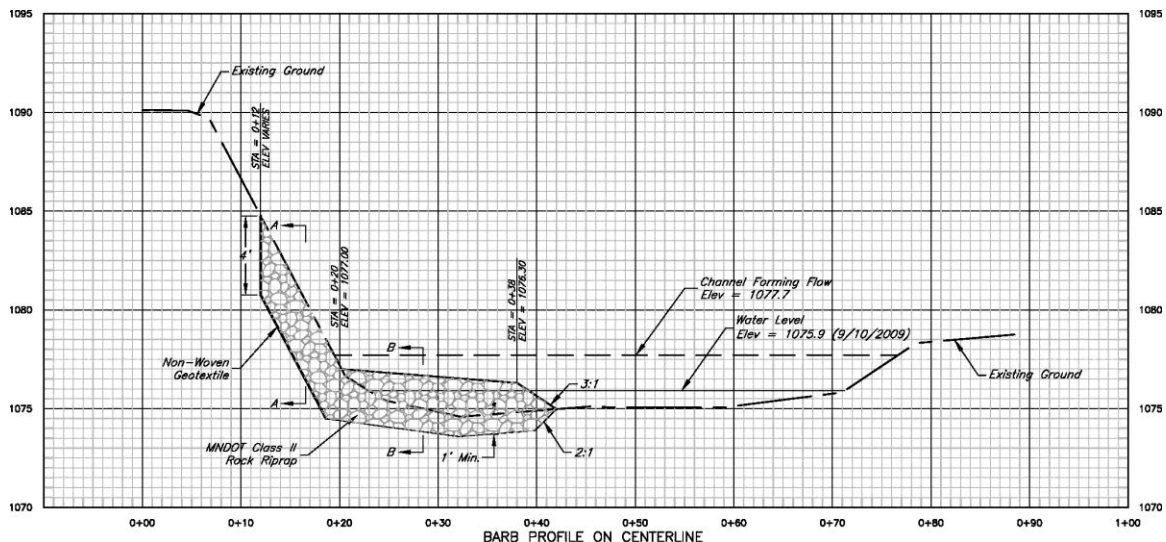 1095
1095
Existing Ground
1090
1090
STA = 0+12
ELEV VARIES
1085
1085
A
4'
STA = 0+20
ELEV = 1077.00
STA = 0+38
ELEV = 1076.30
Channel Forming Flow
Elev = 1077.7
1080
1080
Water Level
Elev = 1075.9 (9/10/2009)
B
Non-Woven
Geotextile
3:1
Existing Ground
A
1075
1075
MNDOT Class II
Rock Riprap
B
1' Min.
2:1
1070
1070
0+00 0+10 0+20 0+30 0+40 0+50 0+60 0+70 0+80 0+90 1+00
BARB PROFILE ON CENTERLINE